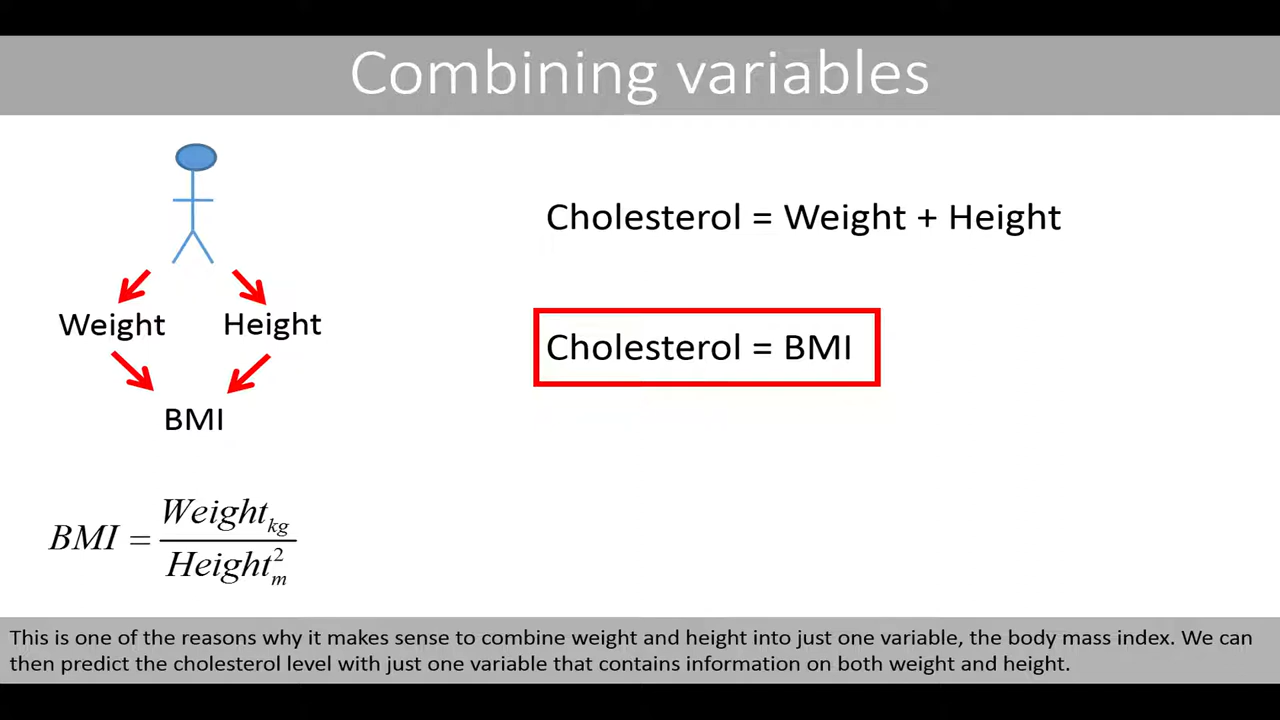 Combining variables
Cholesterol = Weight + Height
Weight Height
Cholesterol = BMI
BMI
BMI = Weight_kg / Height_m^2
This is one of the reasons why it makes sense to combine weight and height into just one variable, the body mass index. We can
then predict the cholesterol level with just one variable that contains information on both weight and height.